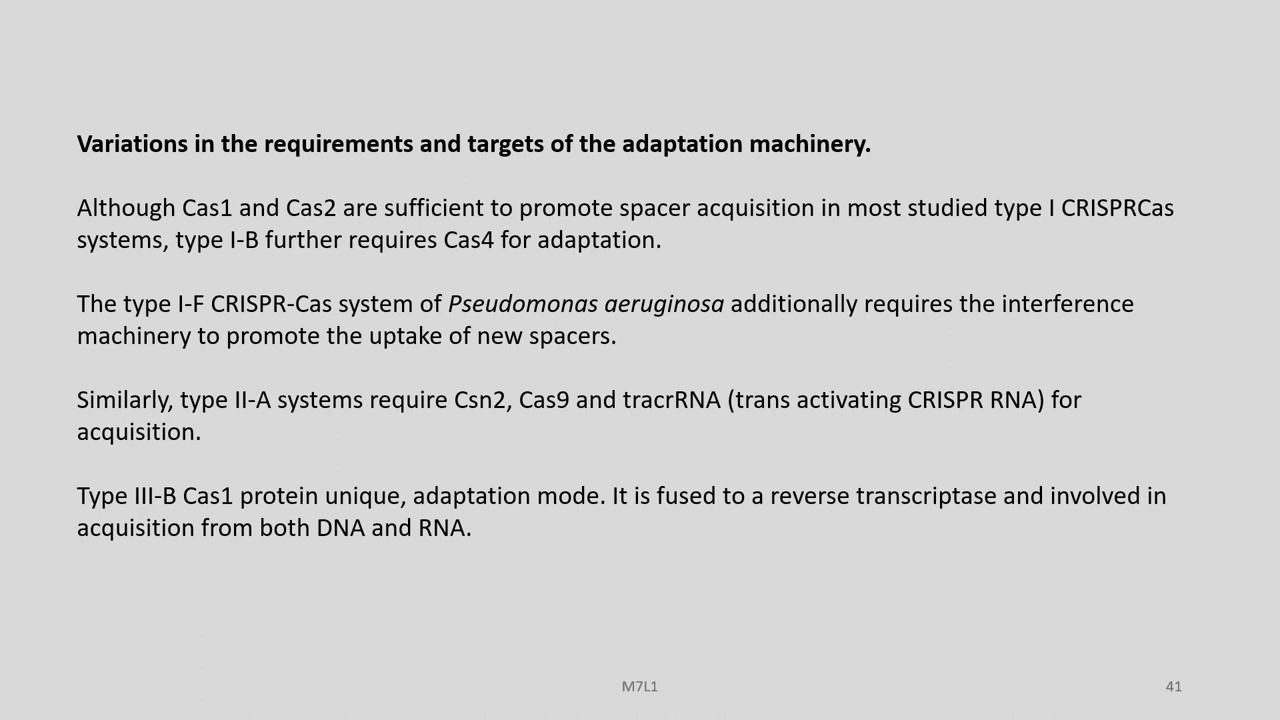 Variations in the requirements and targets of the adaptation machinery.
Although Cas1 and Cas2 are sufficient to promote spacer acquisition in most studied type I CRISPRCas
systems, type I-B further requires Cas4 for adaptation.
The type I-F CRISPR-Cas system of Pseudomonas aeruginosa additionally requires the interference
machinery to promote the uptake of new spacers.
Similarly, type II-A systems require Csn2, Cas9 and tracrRNA (trans activating CRISPR RNA) for
acquisition.
Type III-B Cas1 protein unique, adaptation mode. It is fused to a reverse transcriptase and involved in
acquisition from both DNA and RNA.
M7L1
41